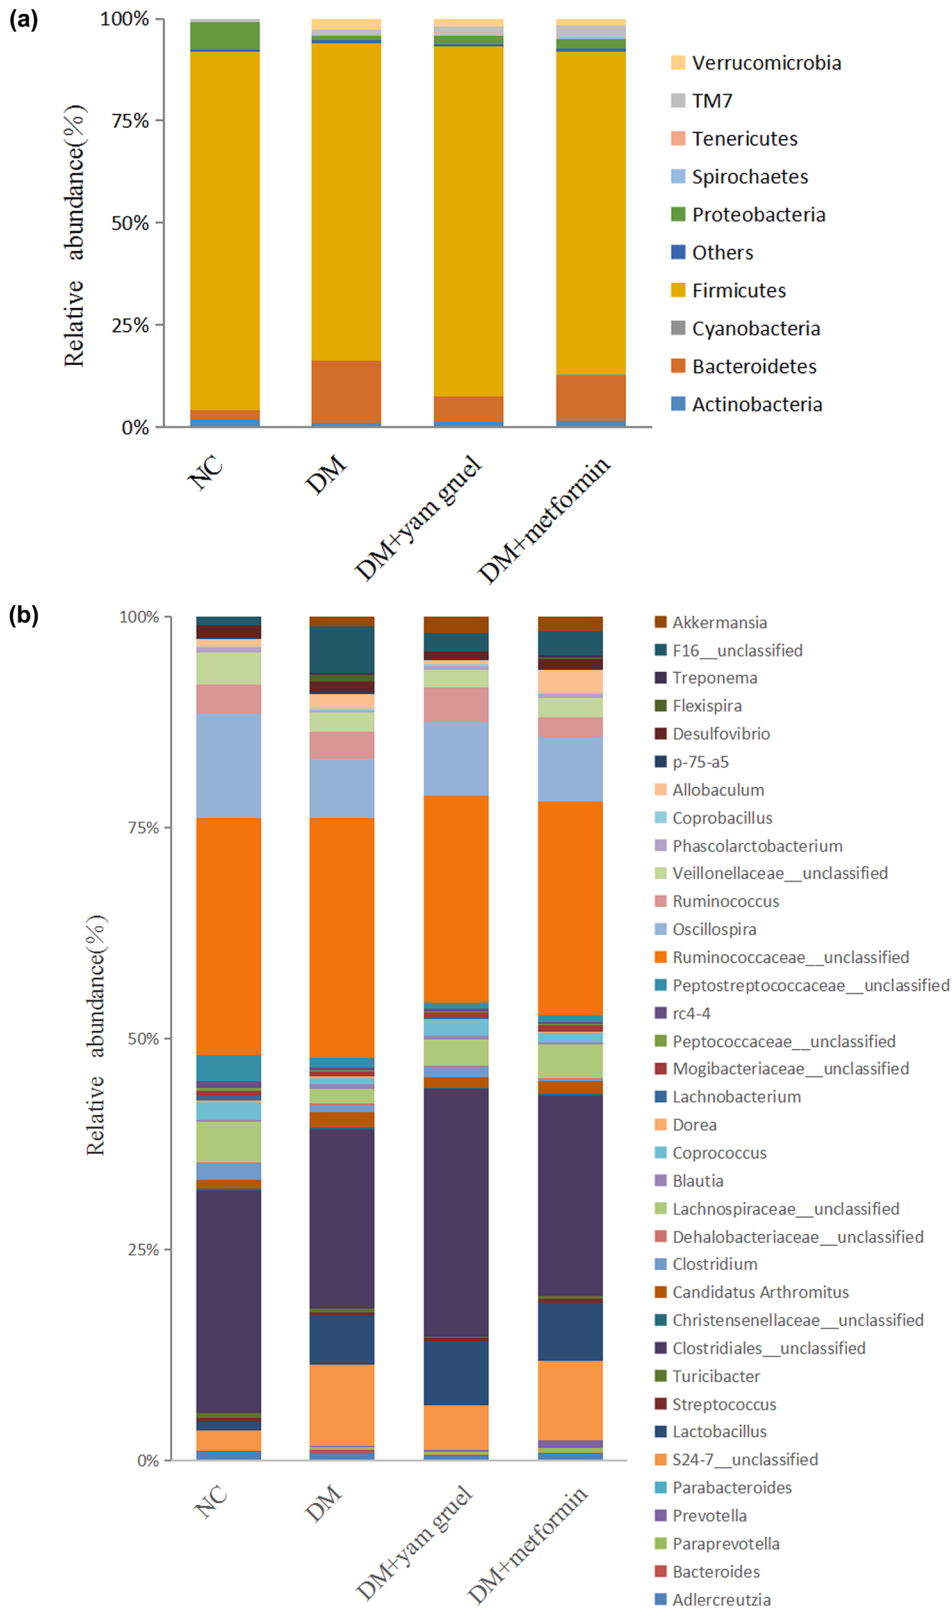 (a)
100%
75%
50%
25%
0%
Relative abundance(%)
NC
DM
DM+yam gruel
DM+metformin
Verrucomicrobia
TM7
Tenericutes
Spirochaetes
Proteobacteria
Others
Firmicutes
Cyanobacteria
Bacteroidetes
Actinobacteria
(b)
100%
75%
50%
25%
0%
Relative abundance(%)
NC
DM
DM+yam gruel
DM+metformin
Akkermansia
F16__unclassified
Treponema
Flexispira
Desulfovibrio
p-75-a5
Allobaculum
Coprobacillus
Phascolarctobacterium
Veillonellaceae__unclassified
Ruminococcus
Oscillospira
Ruminococcaceae__unclassified
Peptostreptococcaceae__unclassified
rc4-4
Peptococcaceae__unclassified
Mogibacteriaceae__unclassified
Lachnobacterium
Dorea
Coprococcus
Blautia
Lachnospiraceae__unclassified
Dehalobacteriaceae__unclassified
Clostridium
Candidatus Arthromitus
Christensenellaceae__unclassified
Clostridiales__unclassified
Turicibacter
Streptococcus
Lactobacillus
S24-7__unclassified
Parabacteroides
Prevotella
Paraprevotella
Bacteroides
Adlercreutzia